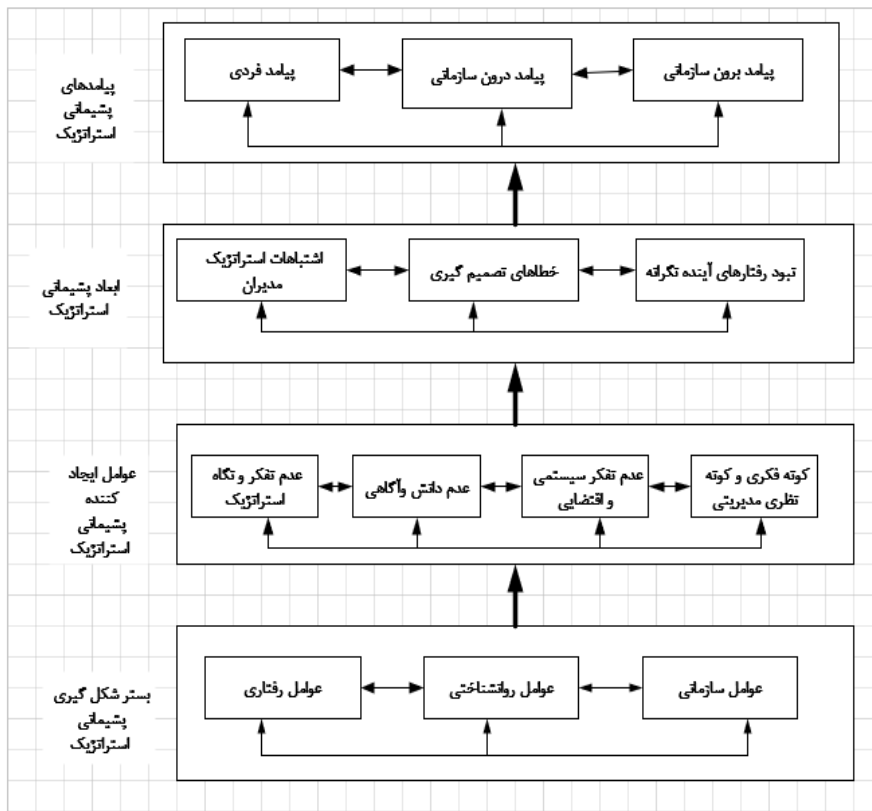 پیامدهای
پشیمانی
استراتژیک
پیامد برون سازمانی
پیامد درون سازمانی
پیامد فردی
ابعاد پشیمانی
استراتژیک
نبود رفتارهای آینده نگرانه
خطاهای تصمیم گیری
اشتباهات استراتژیک
مدیران
عوامل ایجاد
کننده
پشیمانی
استراتژیک
کوته فکری و کوته
نظری مدیریتی
عدم تفکر سیستمی
و اقتضایی
عدم دانش وآگاهی
عدم تفکر و نگاه
استراتژیک
بستر شکل گیری
پشیمانی
استراتژیک
عوامل سازمانی
عوامل روانشناختی
عوامل رفتاری